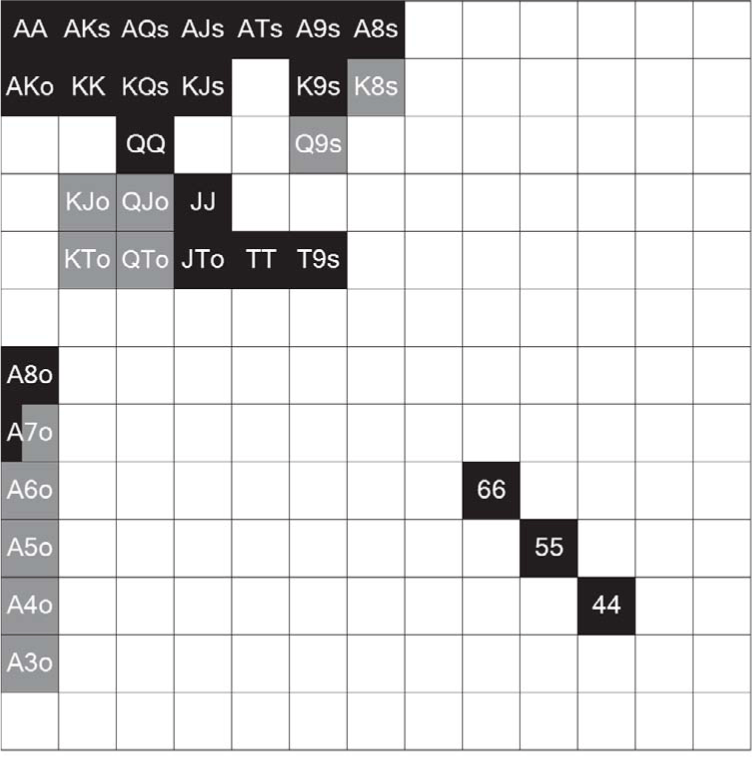 AA AKs AQs AJs ATs A9s A8s
AKo KK KQs KJs K9s K8s
QQ Q9s
KJo QJo JJ
KTo QTo JTo TT T9s
A8o
A7o
A6o 66
A5o 55
A4o 44
A3o